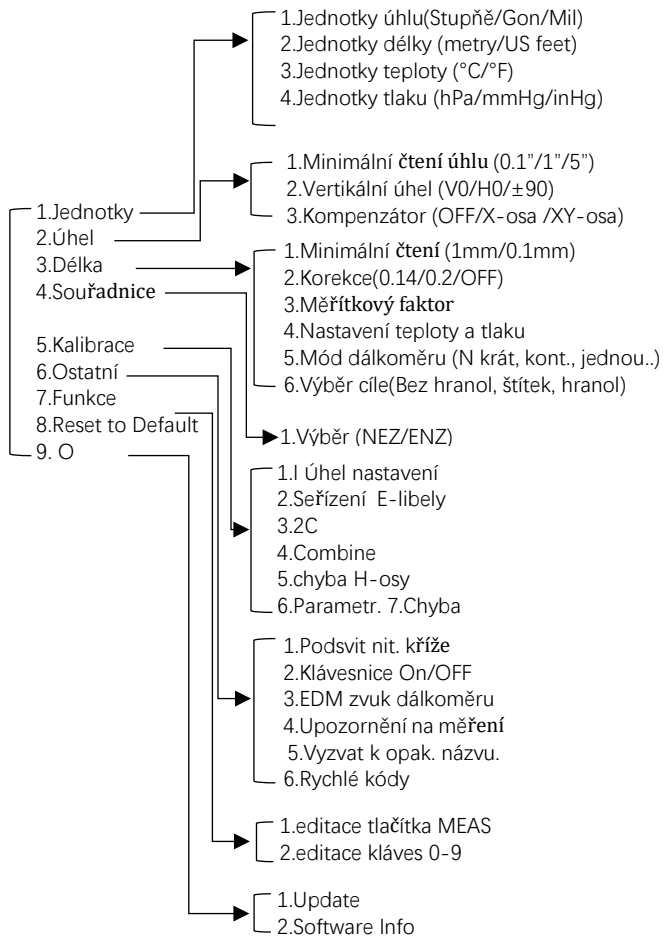 1.Jednotky úhlu(Stupňě/Gon/Mil)
2.Jednotky délky (metry/US feet)
3.Jednotky teploty (°C/°F)
4.Jednotky tlaku (hPa/mmHg/inHg)
1.Minimální čtení úhlu (0.1”/1”/5”)
2.Vertikální úhel (V0/H0/±90)
3.Kompenzátor (OFF/X-osa /XY-osa)
1.Jednotky
2.Úhel
3.Délka
4.Souřadnice
5.Kalibrace
6.Ostatní
7.Funkce
8.Reset to Default
9. O
1.Minimální čtení (1mm/0.1mm)
2.Korekce(0.14/0.2/OFF)
3.Měřítkový faktor
4.Nastavení teploty a tlaku
5.Mód dálkoměru (N krát, kont., jednou..)
6.Výběr cíle(Bez hranol, štítek, hranol)
1.Výběr (NEZ/ENZ)
1.I Úhel nastavení
2.Seřízení E-libely
3.2C
4.Combine
5.chyba H-osy
6.Parametr. 7.Chyba
1.Podsvit nit. kříže
2.Klávesnice On/OFF
3.EDM zvuk dálkoměru
4.Upozornění na měření
5.Vyzvat k opak. názvu.
6.Rychlé kódy
1.editace tlačítka MEAS
2.editace kláves 0-9
1.Update
2.Software Info